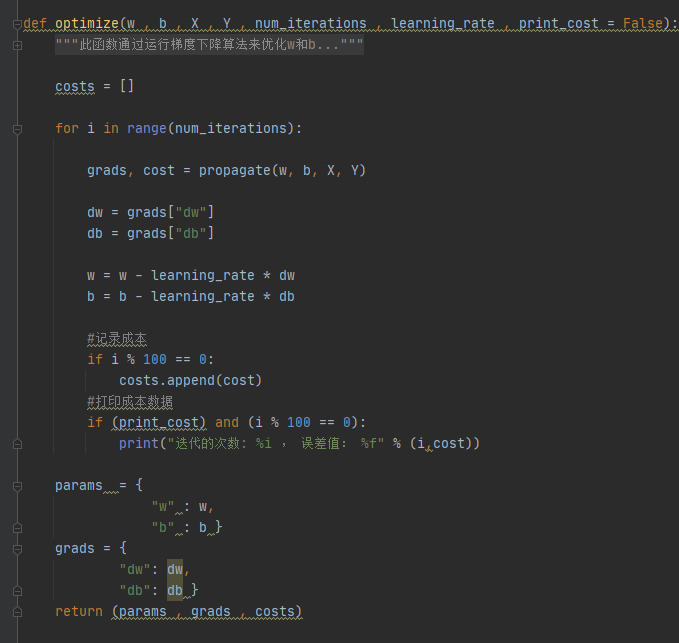 def optimize(w , b , X , Y , num_iterations , learning_rate , print_cost = False):
"""此函数通过运行梯度下降算法来优化w和b..."""
costs = []
for i in range(num_iterations):
grads, cost = propagate(w, b, X, Y)
dw = grads["dw"]
db = grads["db"]
w = w - learning_rate * dw
b = b - learning_rate * db
#记录成本
if i % 100 == 0:
costs.append(cost)
#打印成本数据
if (print_cost) and (i % 100 == 0):
print("迭代的次数: %i ， 误差值： %f" % (i,cost))
params  = {
"w" : w,
"b" : b }
grads = {
"dw": dw,
"db": db }
return (params , grads , costs)